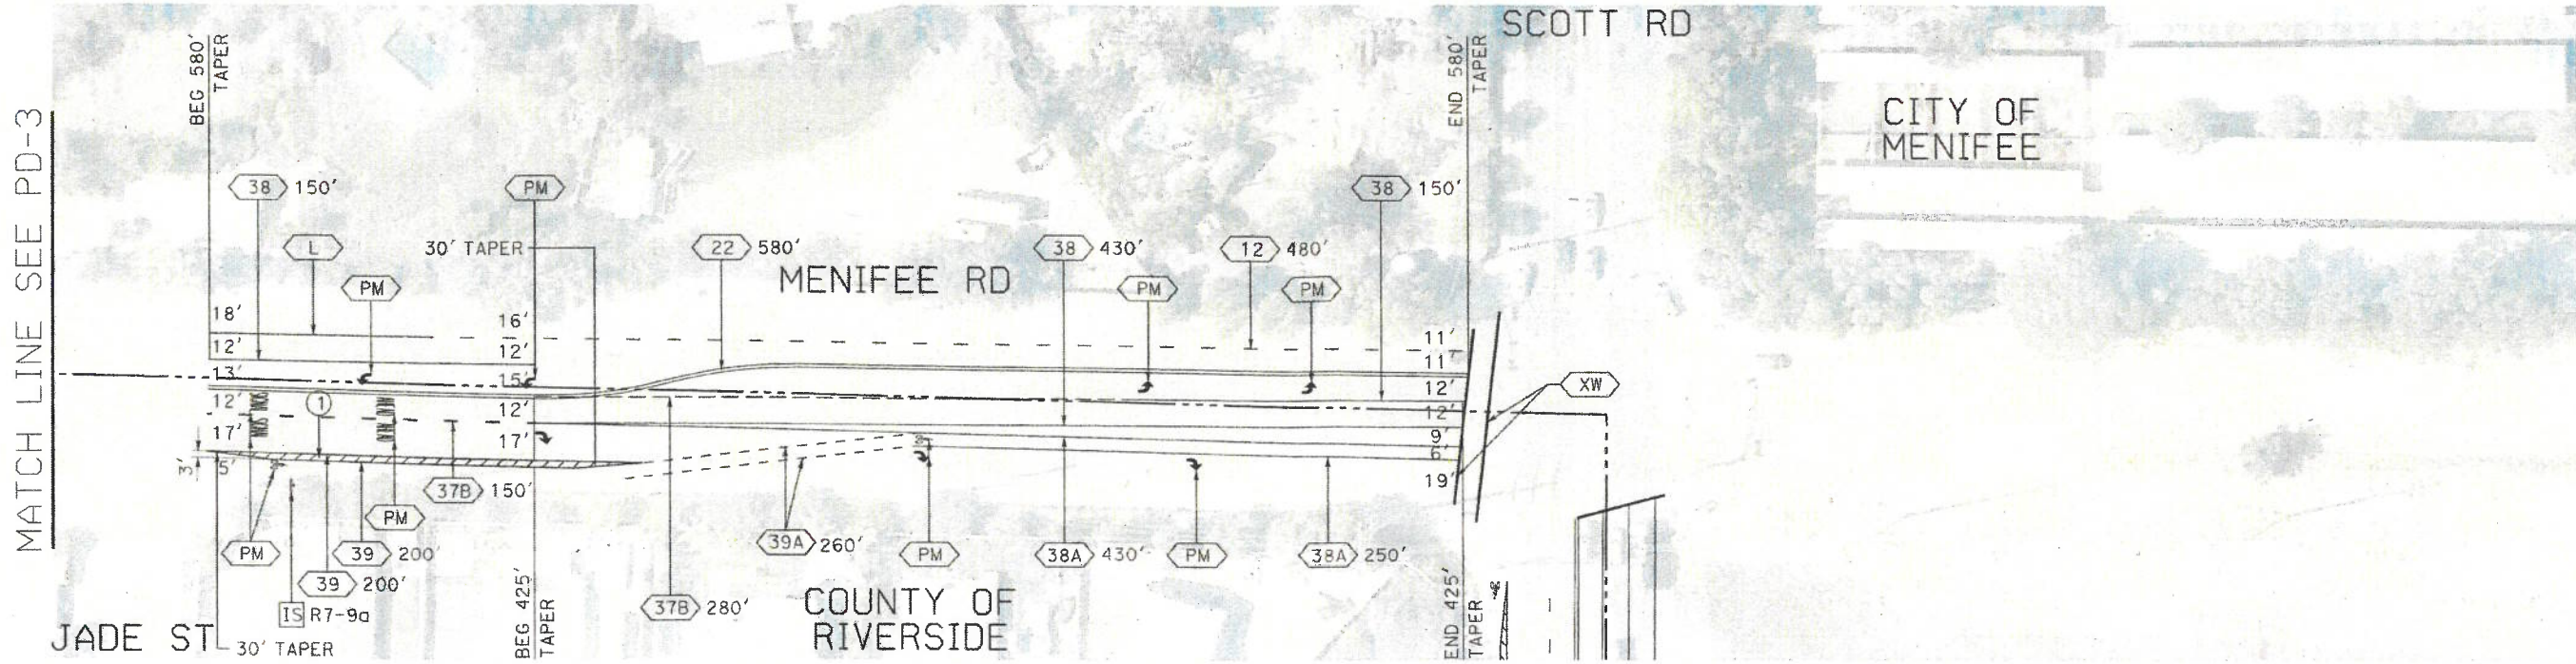 SCOTT RD
CITY OF
MENIFEE
MATCH LINE SEE PD-3
BEG 580'
TAPER
END 580'
TAPER
38 150'
PM
38 150'
L
30' TAPER
22 580'
38 430'
12 480'
PM
MENIFEE RD
PM
PM
18'
16'
11'
12'
12'
11'
13'
15'
12'
XW
12'
1
12'
12'
17'
17'
9'
6'
3'
5'
19'
37B 150'
PM
PM
39 200'
39A 260'
PM
38A 430'
PM
38A 250'
39 200'
IS R7-9a
37B 280'
COUNTY OF
RIVERSIDE
JADE ST
30' TAPER
BEG 425'
TAPER
END 425'
TAPER